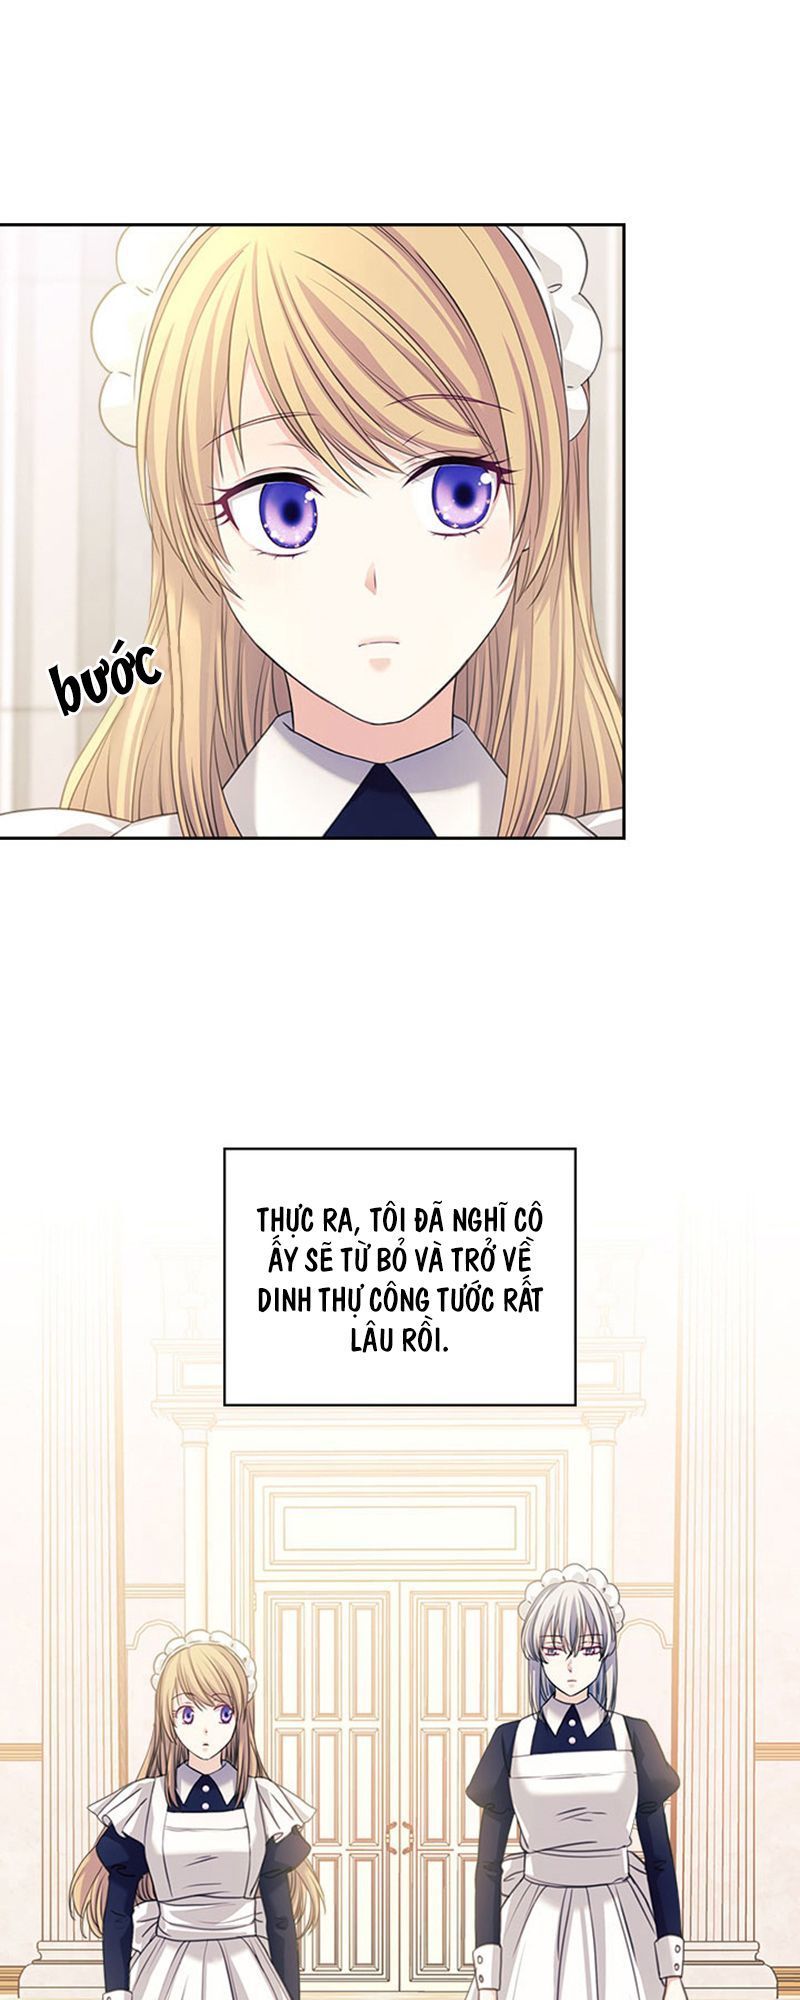 bước
THỰC RA, TÔI ĐÃ NGHĨ CÔ
ẤY SẼ TỪ BỎ VÀ TRỞ VỀ
DINH THỰ CÔNG TƯỚC RẤT
LÂU RỒI.